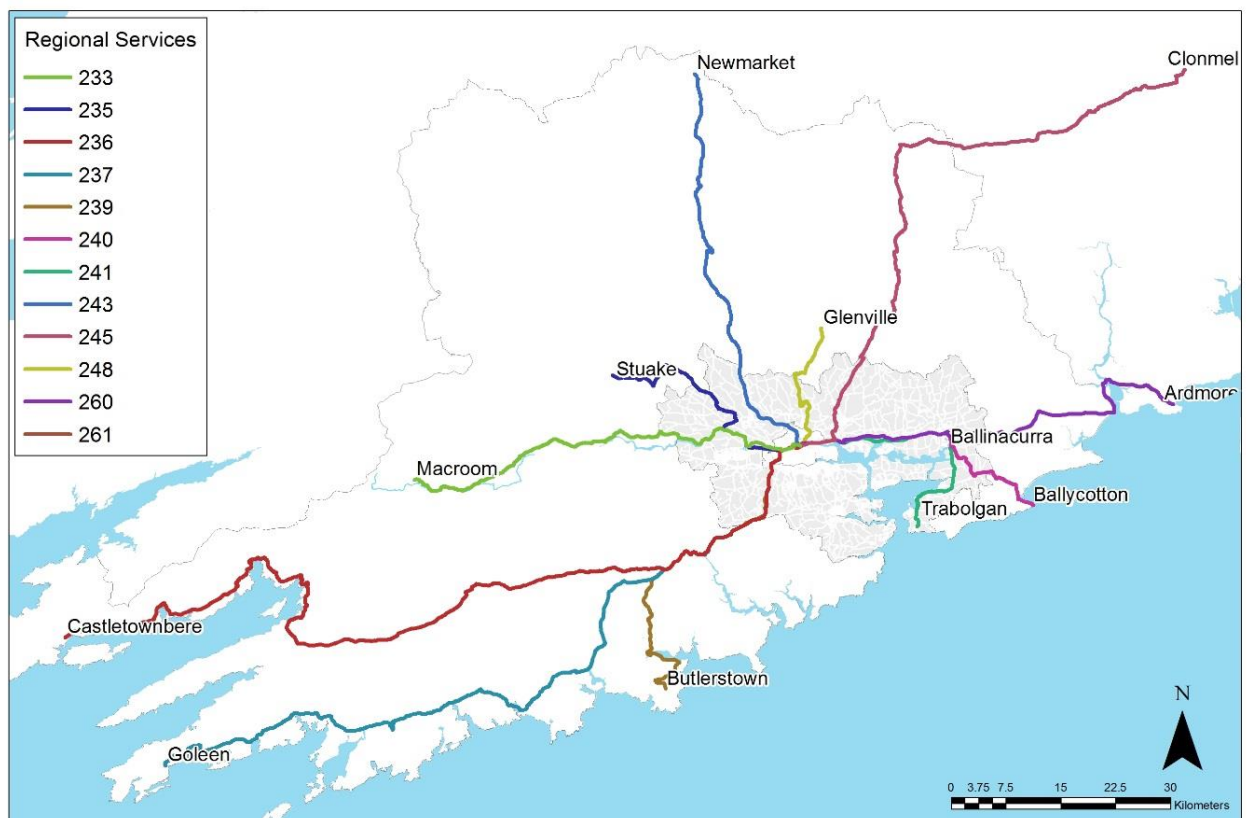 Regional Services
233
235
236
237
239
240
241
243
245
248
260
261
Newmarket
Clonmel
Glenville
Stuake
Ardmore
Ballinacurra
Macroom
Ballycotton
Trabolgan
Castletownbere
Butlerstown
Goleen
N
0 3.75 7.5 15 22.5 30
Kilometers